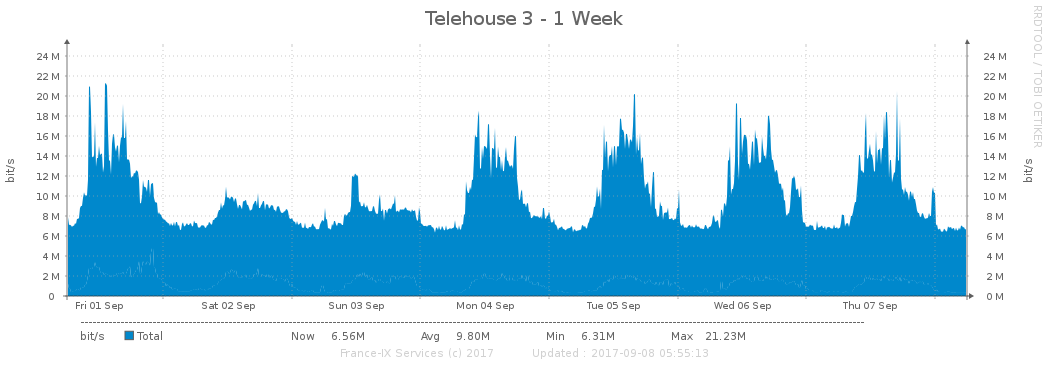 Telehouse 3 - 1 Week
RRDTOOL / TOBI OETIKER
24 M 24 M
22 M 22 M
20 M 20 M
18 M 18 M
16 M 16 M
14 M 14 M
12 M 12 M
10 M 10 M
8 M 8 M
6 M 6 M
4 M 4 M
2 M 2 M
0 0 M
bit/s bit/s
Fri 01 Sep Sat 02 Sep Sun 03 Sep Mon 04 Sep Tue 05 Sep Wed 06 Sep Thu 07 Sep
bit/s Total Now 6.56M Avg 9.80M Min 6.31M Max 21.23M
France-IX Services (c) 2017 Updated : 2017-09-08 05:55:13